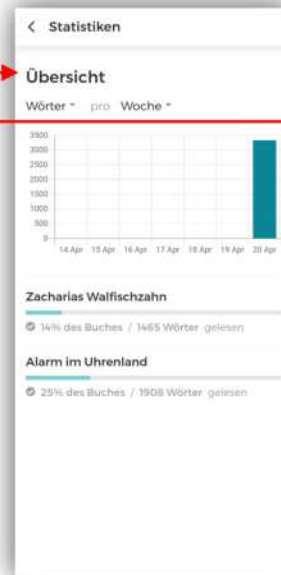 < Statistiken
Übersicht
Wörter pro Woche
3500
3000
2500
2000
1500
1000
500
0
14 Apr 15 Apr 16 Apr 17 Apr 18 Apr 19 Apr 20 Apr
Zacharias Walfischzahn
14% des Buches / 1465 Wörter gelesen
Alarm im Uhrenland
25% des Buches / 1908 Wörter gelesen